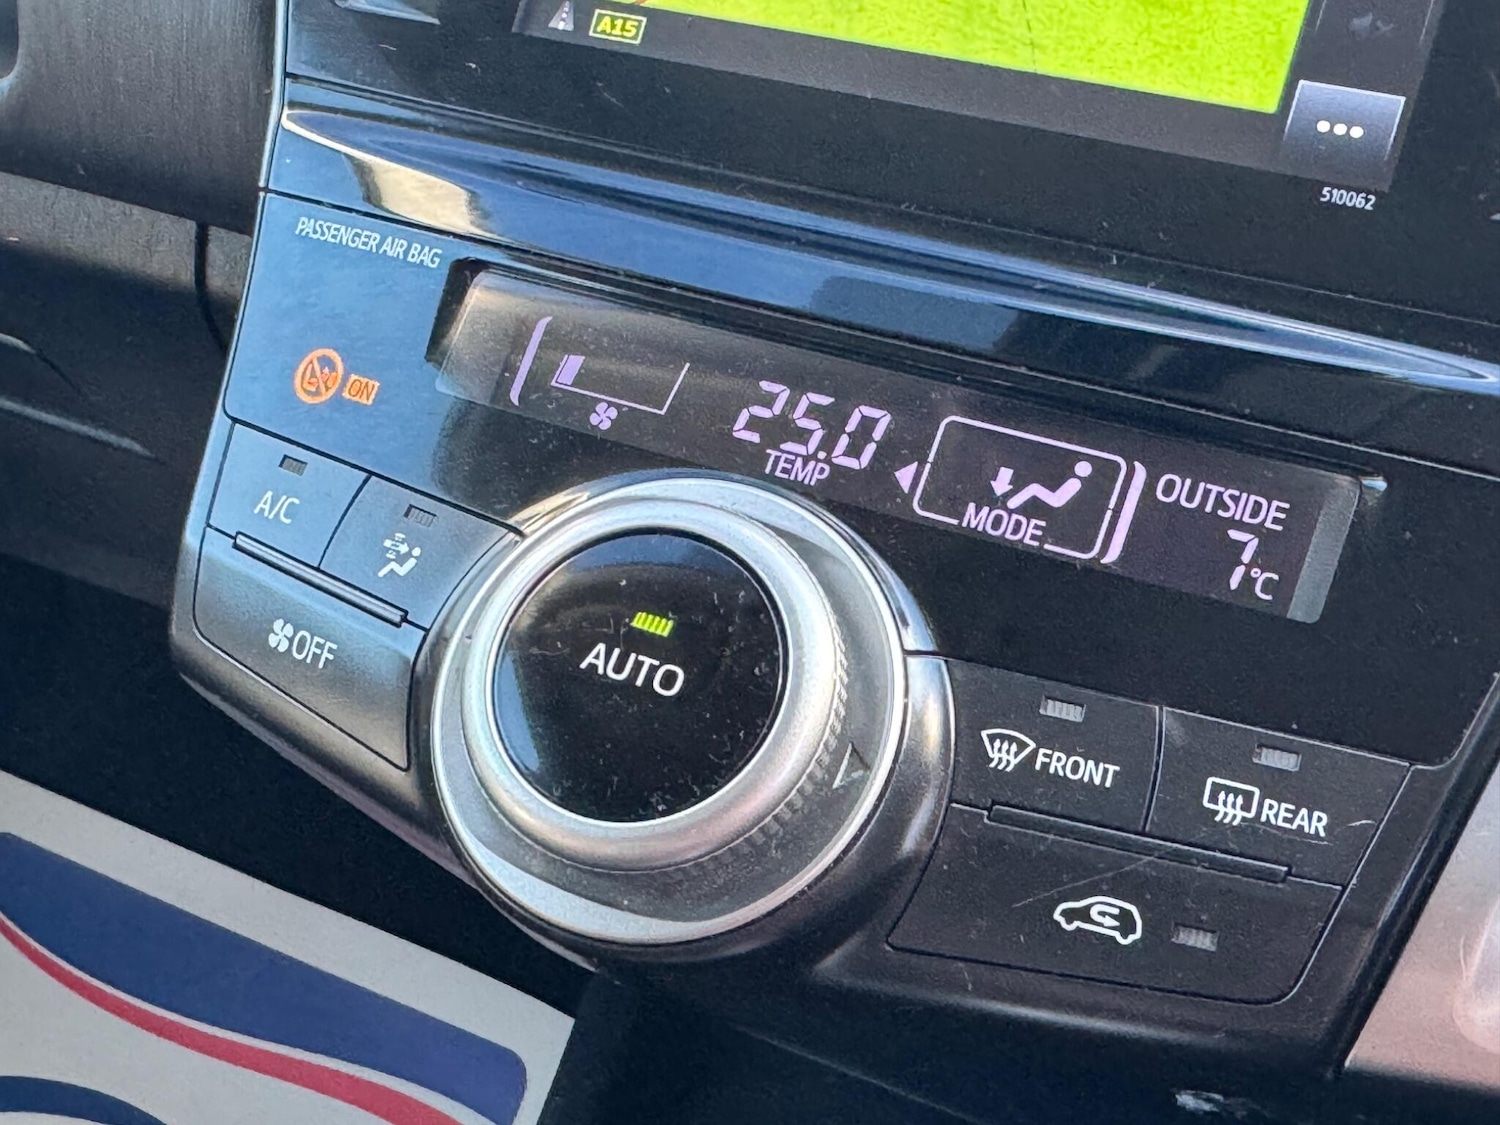 A15
510062
PASSENGER AIR BAG
ON
25.0
TEMP
MODE
OUTSIDE
7°C
A/C
OFF
AUTO
FRONT
REAR